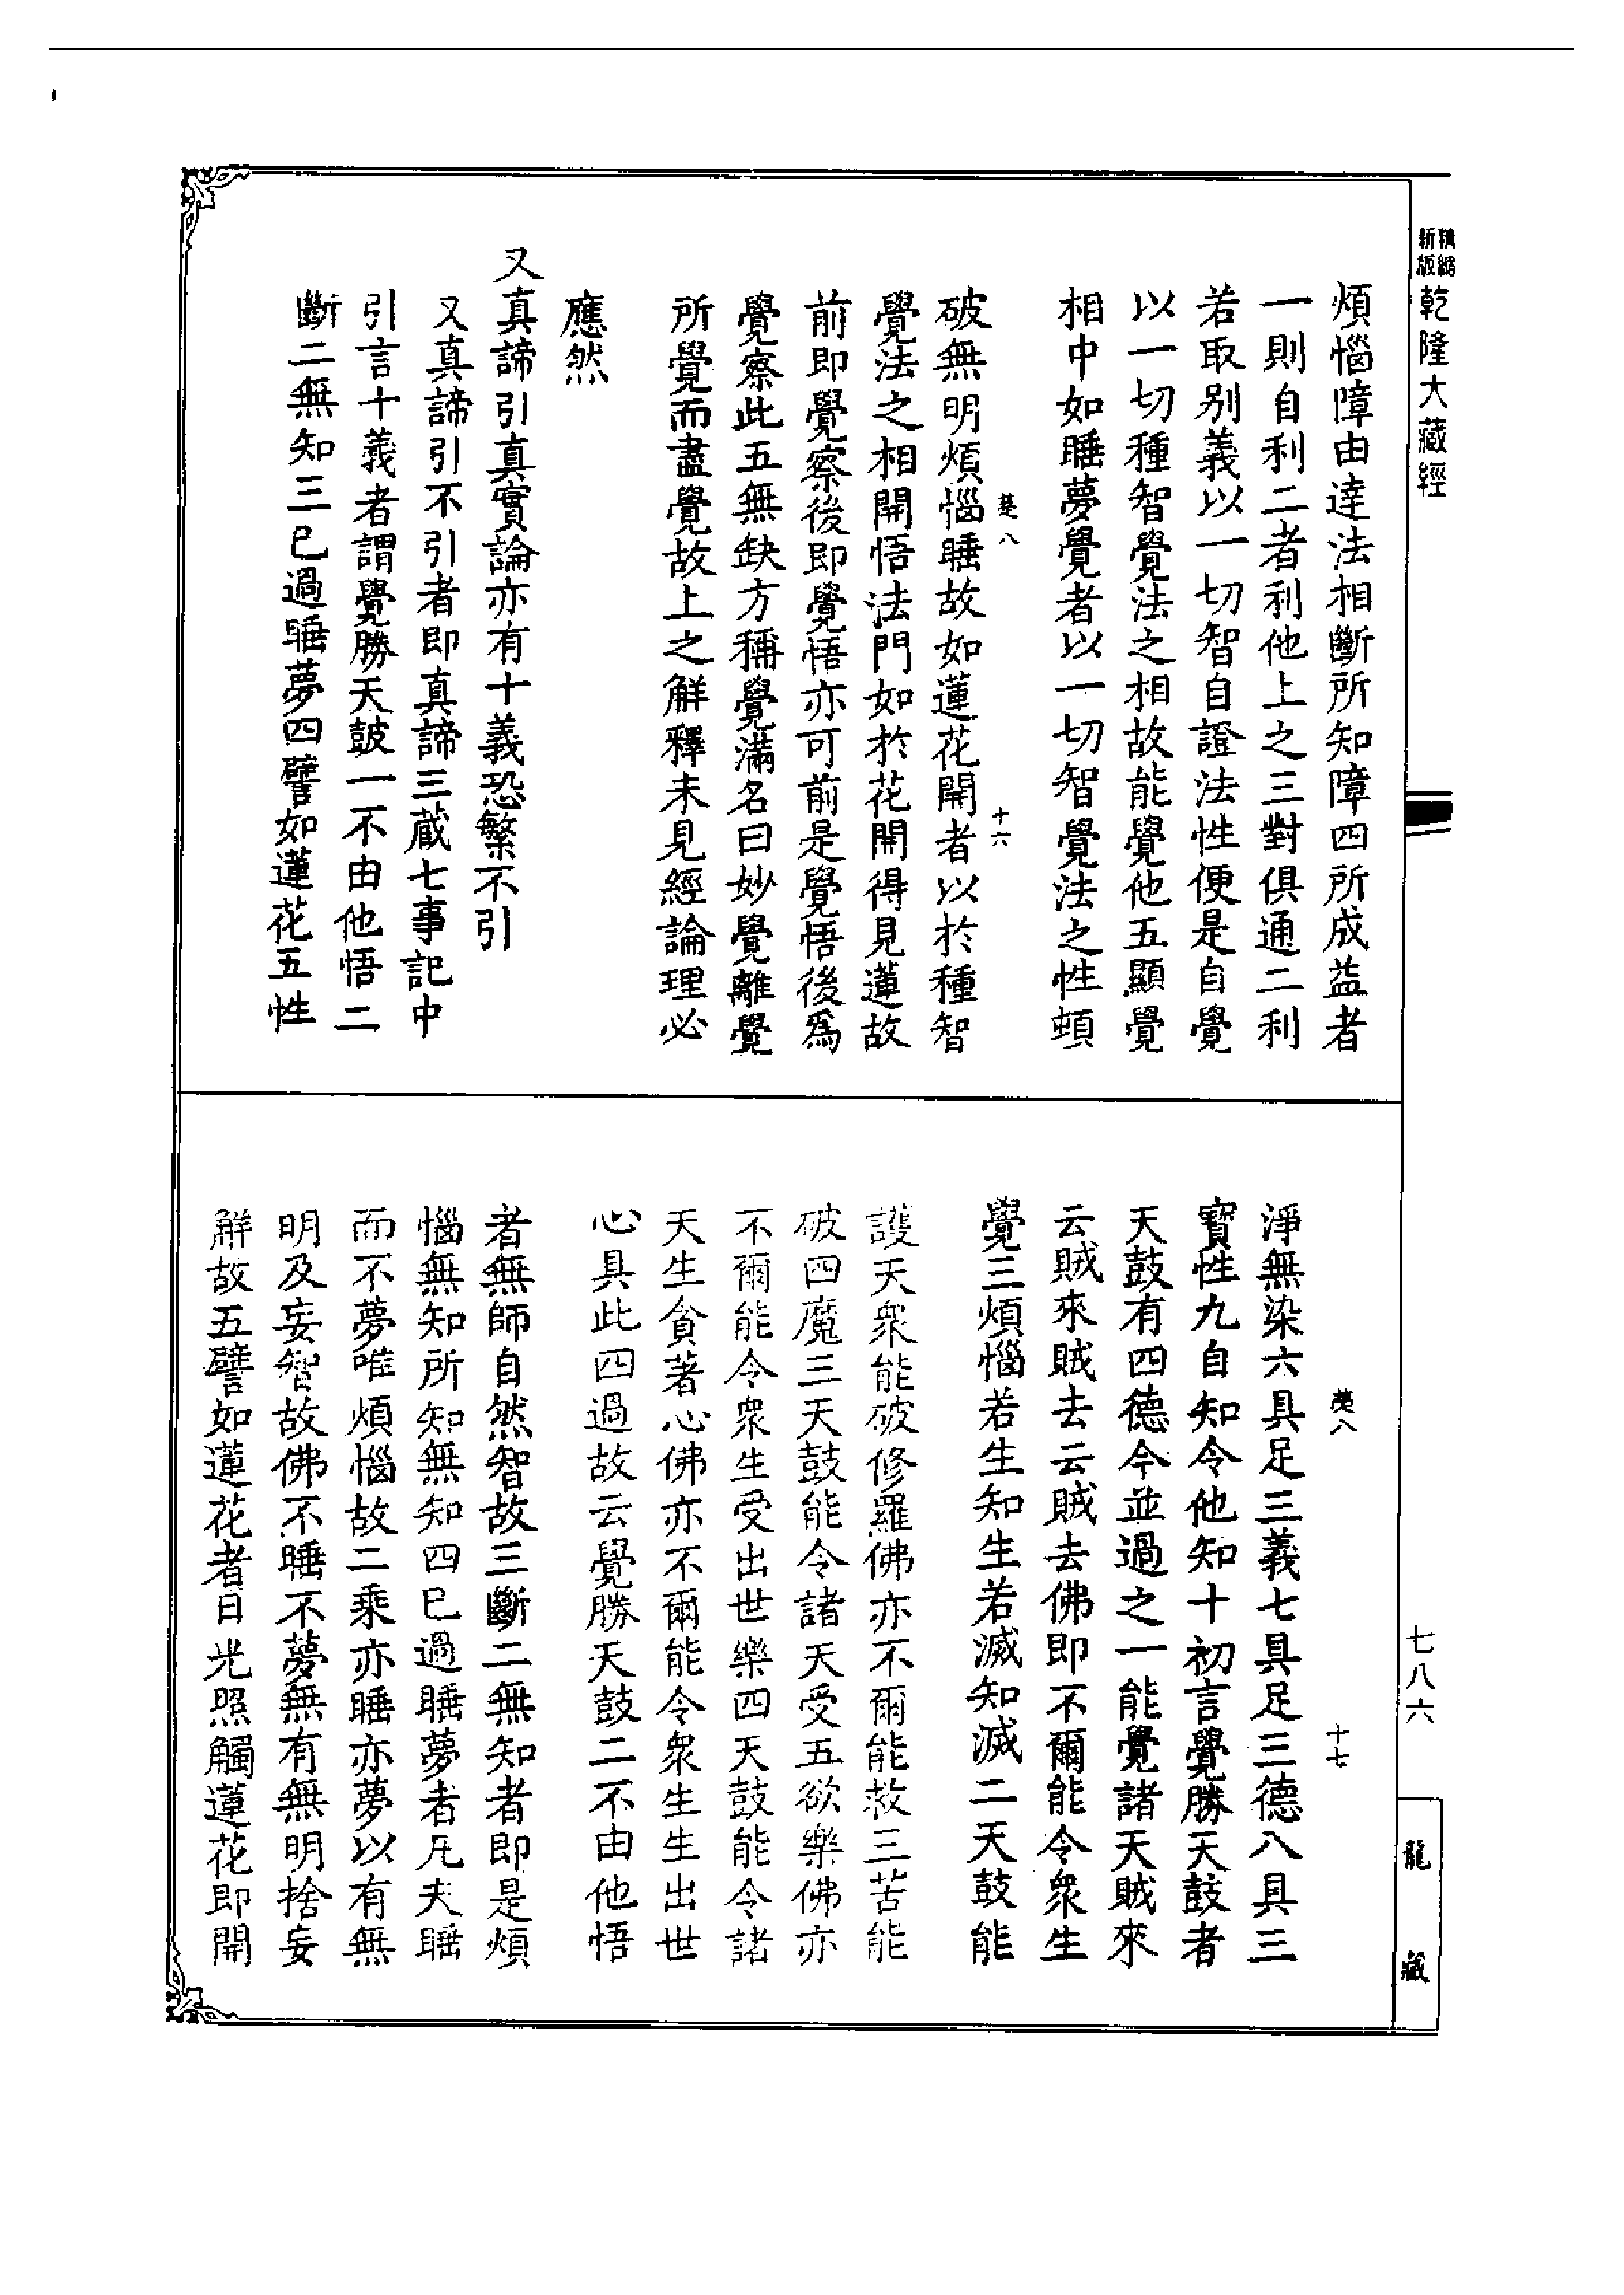 新版 精縮
乾隆大藏經
煩惱障由達法相斷所知障四所成益者
一則自利二者利他上之三對俱通二利
若取別義以一切智自證法性便是自覺
以一切種智覺法之相故能覺他五顯覺
相中如睡夢覺者以一切智覺法之性頓
八
十六
破無明煩惱睡故如蓮花開者以於種智
覺法之相開悟法門如於花開得見蓮故
前即覺察後即覺悟亦可前是覺悟後為
覺察此五無缺方稱覺滿名曰妙覺離覺
所覺而盡覺故上之解釋未見經論理必
應然
又真諦引真實論亦有十義恐繁不引
又真諦引不引者即真諦三藏七事記中
引言十義者謂覺勝天鼓一不由他悟二
斷二無知三已過睡夢四譬如蓮花五性
七八六
龍藏
八
十七
淨無染六具足三義七具足三德八具三
寶性九自知令他知十初言覺勝天鼓者
天鼓有四德今並過之一能覺諸天賊來
云賊來賊去云賊去佛即不爾能令眾生
覺三煩惱若生知生若滅知滅二天鼓能
護天眾能破修羅佛亦不爾能救三苦能
破四魔三天鼓能令諸天受五欲樂佛亦
不爾能令眾生受出世樂四天鼓能令諸
天生貪著心佛亦不爾能令眾生生出世
心具此四過故云覺勝天鼓二不由他悟
者無師自然智故三斷二無知者即是煩
惱無知所知無知四已過睡夢者凡夫睡
而不夢唯煩惱故二乘亦睡亦夢以有無
明及妄智故佛不睡不夢無有無明捨妄
解故五譬如蓮花者日光照觸蓮花即開